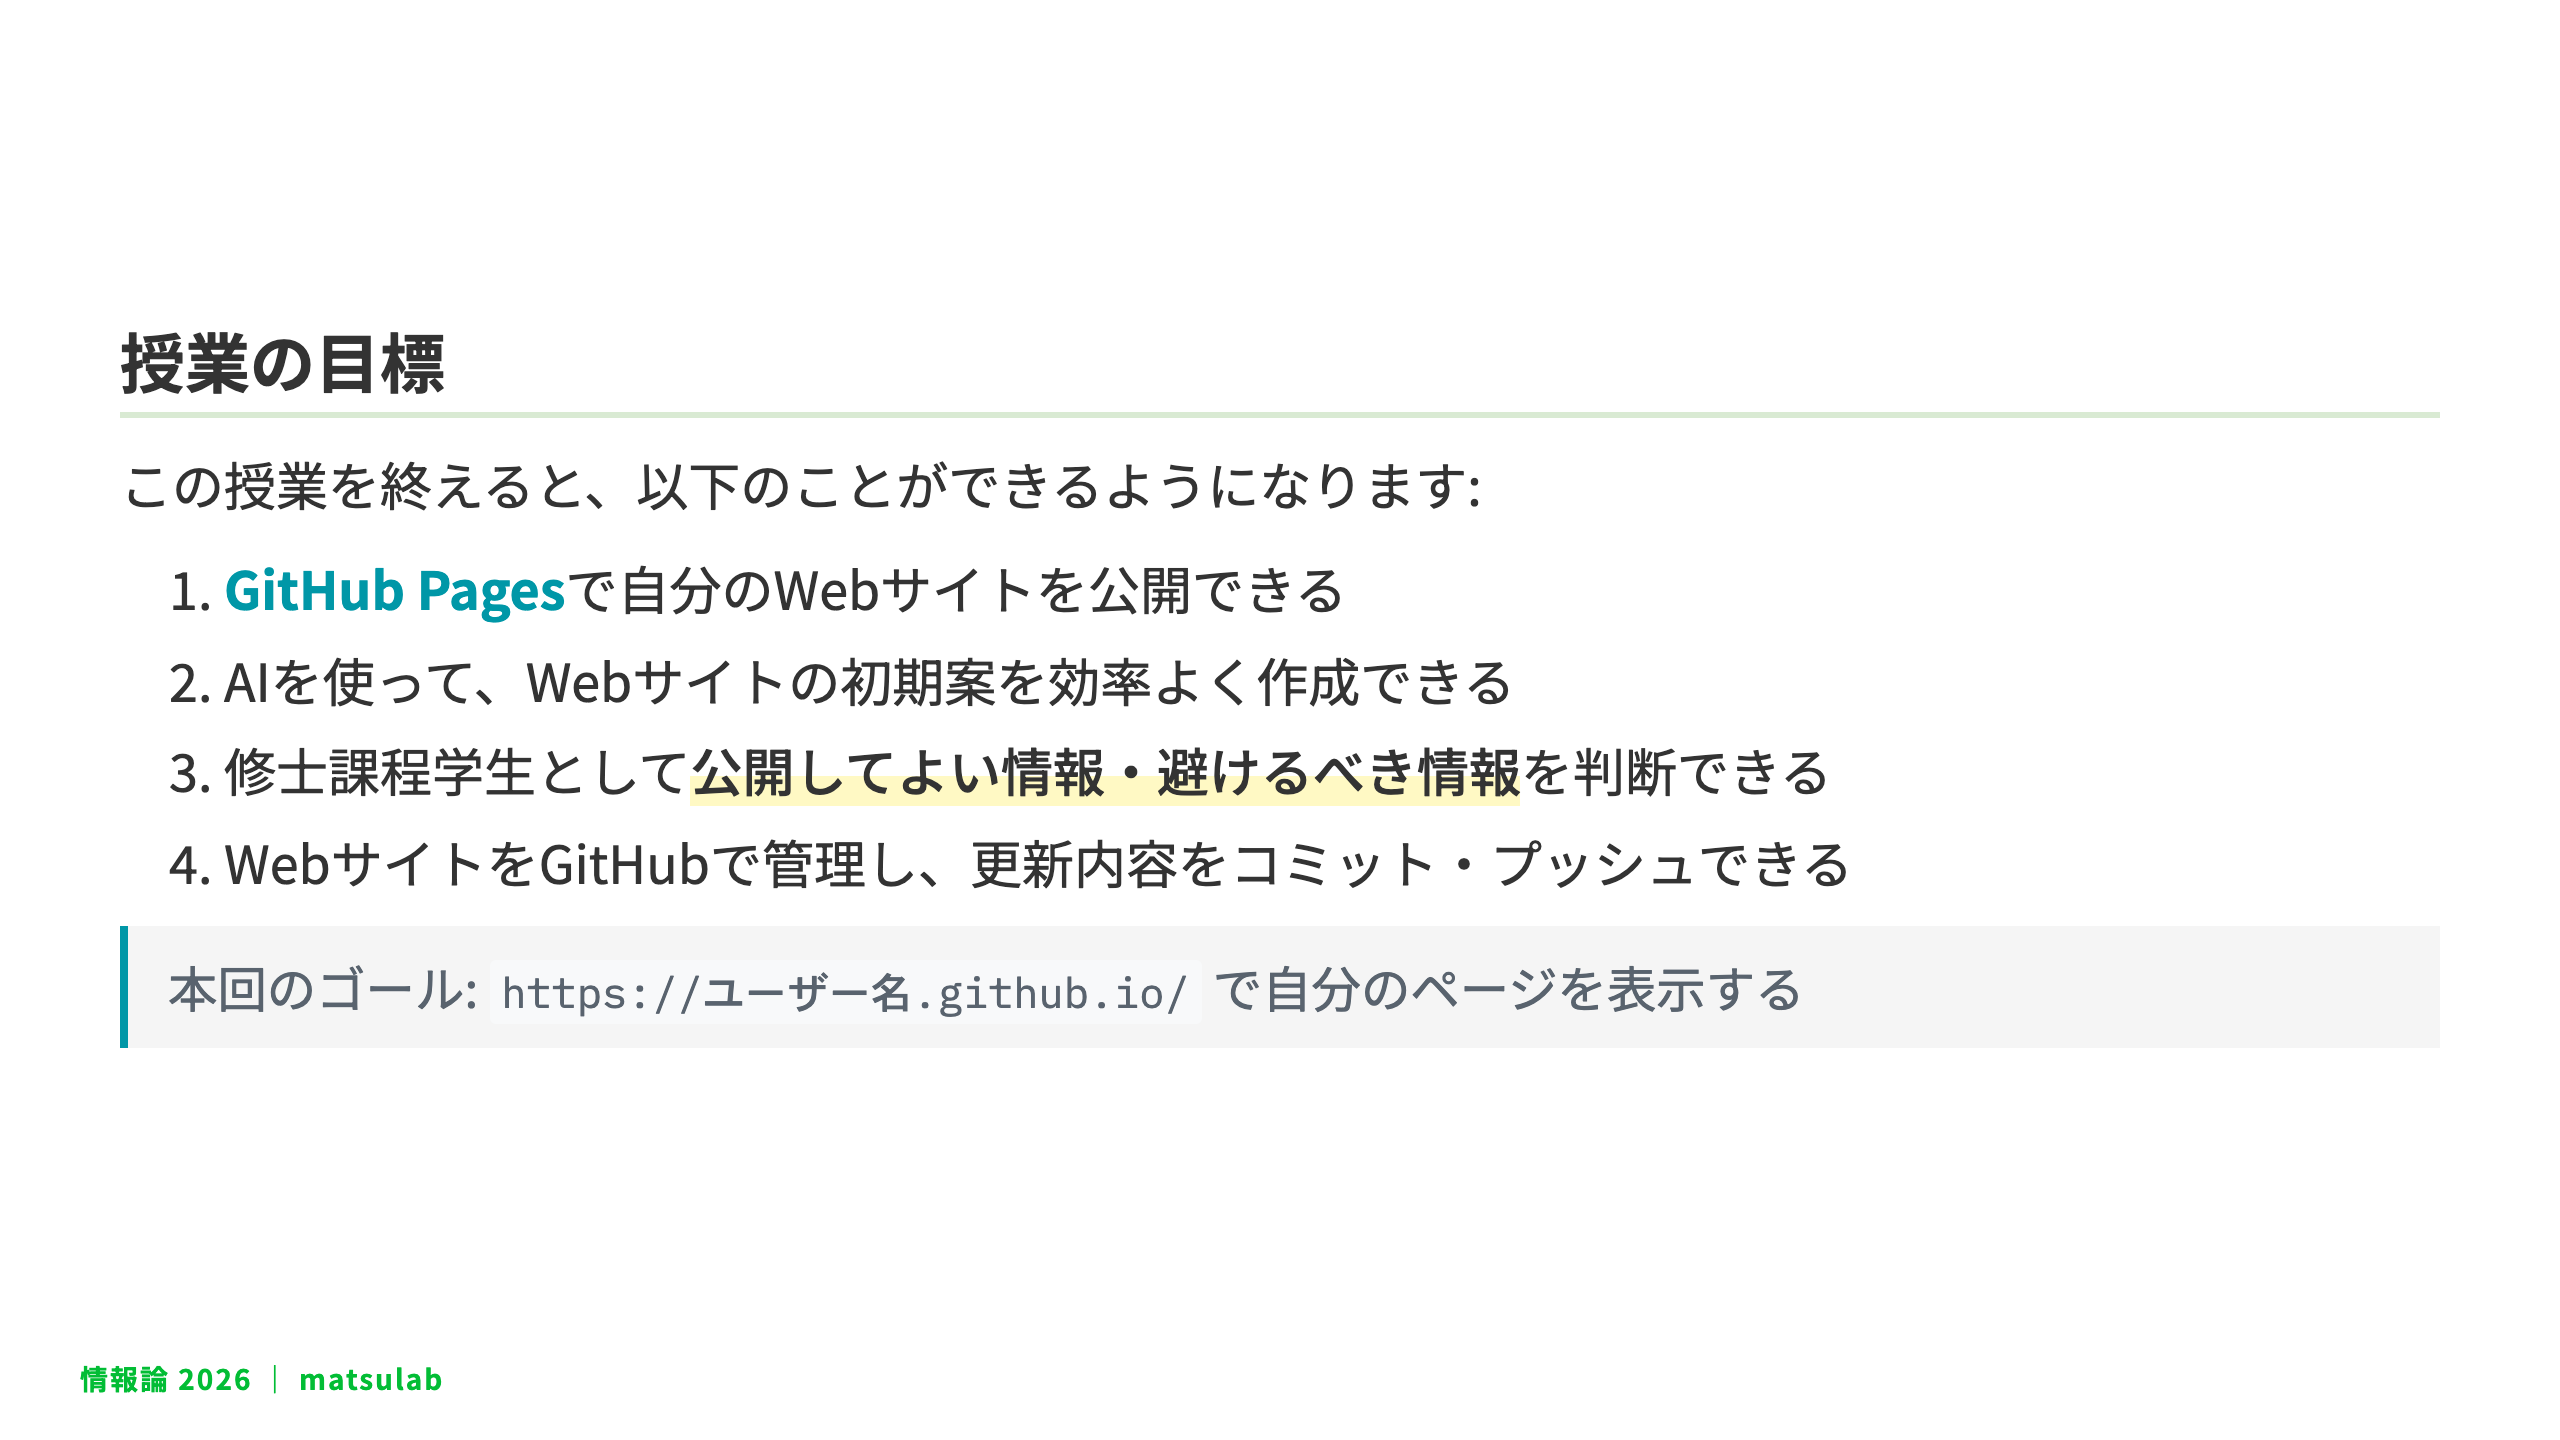 授業の目標
この授業を終えると、以下のことができるようになります:
1. GitHub Pagesで自分のWebサイトを公開できる
2. AIを使って、Webサイトの初期案を効率よく作成できる
3. 修士課程学生として公開してよい情報・避けるべき情報を判断できる
4. WebサイトをGitHubで管理し、更新内容をコミット・プッシュできる
本回のゴール: https://ユーザー名.github.io/ で自分のページを表示する
情報論 2026 ｜ matsulab